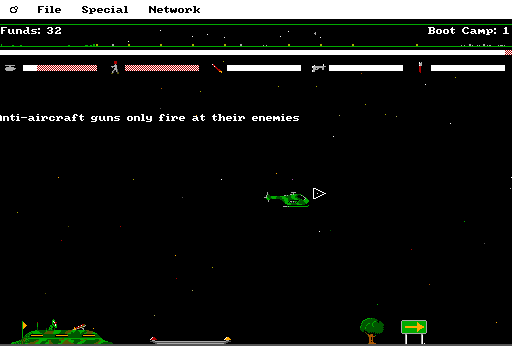 File Special Network
Funds: 32 Boot Camp: 1
nti-aircraft guns only fire at their enemies